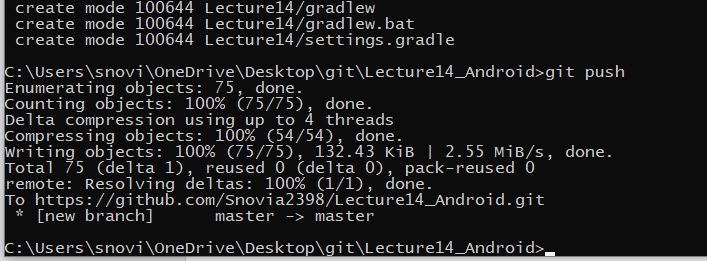 create mode 100644 Lecture14/gradlew
create mode 100644 Lecture14/gradlew.bat
create mode 100644 Lecture14/settings.gradle
C:\Users\snovi\OneDrive\Desktop\git\Lecture14_Android>git push
Enumerating objects: 75, done.
Counting objects: 100% (75/75), done.
Delta compression using up to 4 threads
Compressing objects: 100% (54/54), done.
Writing objects: 100% (75/75), 132.43 KiB | 2.55 MiB/s, done.
Total 75 (delta 1), reused 0 (delta 0), pack-reused 0
remote: Resolving deltas: 100% (1/1), done.
To https://github.com/Snovia2398/Lecture14_Android.git
 * [new branch]      master -> master
C:\Users\snovi\OneDrive\Desktop\git\Lecture14_Android>